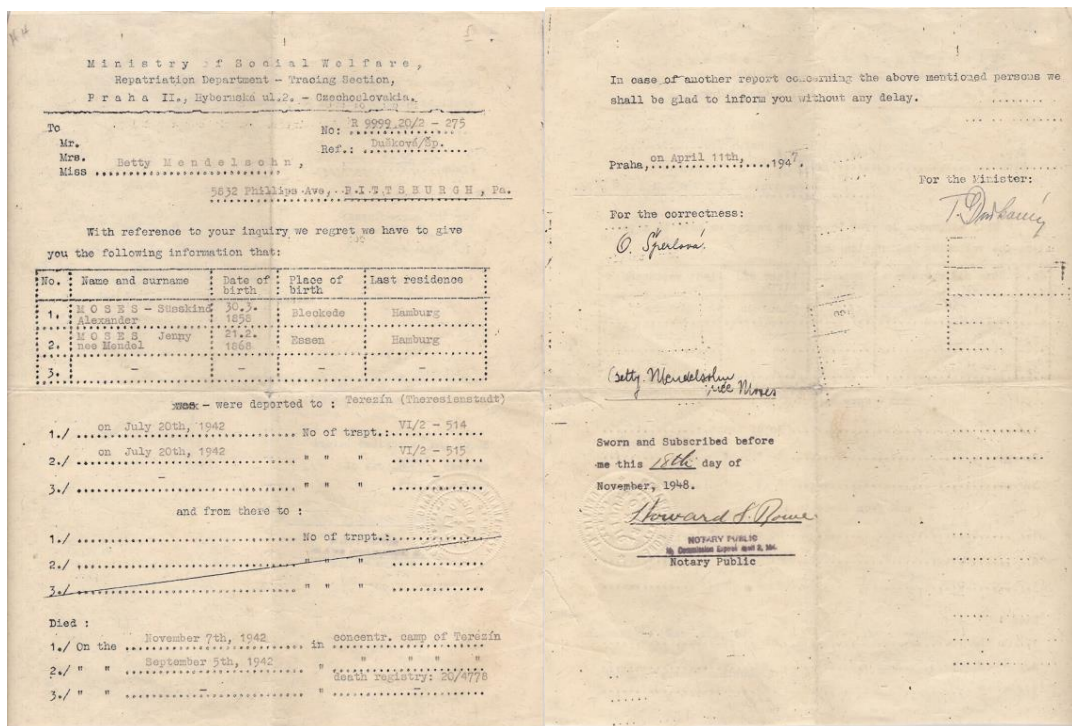 Ministry of Social Welfare,
Repatriation Department - Tracing Section,
Praha II., Hybernská ul.2. - Czechoslovakia.
To
Mr.
Mrs.
Miss Betty Mendelsohn,
No: R 9999.20/2 - 275
Ref.: Dušková/Šp.
5832 Phillips Ave, PITTSBURGH, Pa.
With reference to your inquiry we regret we have to give
you the following information that:
No. Name and surname Date of birth Place of birth Last residence
1. MOSES - Süsskind Alexander 30.3. 1858 Bleckede Hamburg
2. MOSES Jenny nee Mendel 21.2. 1868 Essen Hamburg
3. - - - -
- were deported to : Terezín (Theresienstadt)
1./ on July 20th, 1942 No of trspt.: VI/2 - 514
2./ on July 20th, 1942 " " " VI/2 - 515
3./ - " " " -
and from there to :
1./ No of trspt.:
2./ " " "
3./ " " "
Died :
1./ On the November 7th, 1942 in concentr. camp of Terezín
2./ " " September 5th, 1942 " " " " "
death registry: 20/4778
3./ " " - " -
In case of another report concerning the above mentioned persons we
shall be glad to inform you without any delay.
Praha, on April 11th, 1947.
For the Minister:
For the correctness:
O. Šperlová.
Betty Mendelsohn
nee Moses
Sworn and Subscribed before
me this 18th day of
November, 1948.
Howard S. Rowe
NOTARY PUBLIC
My Commission Expires April 2,
Notary Public